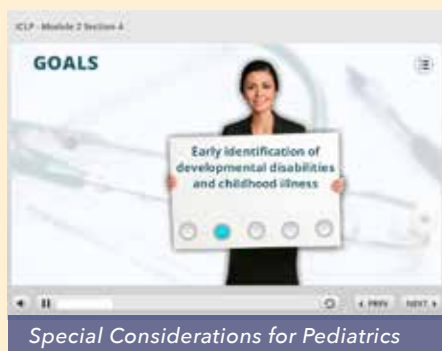 ICLP - Module 2 Section 4
GOALS
Early identification of
developmental disabilities
and childhood illness
PREV
NEXT
Special Considerations for Pediatrics